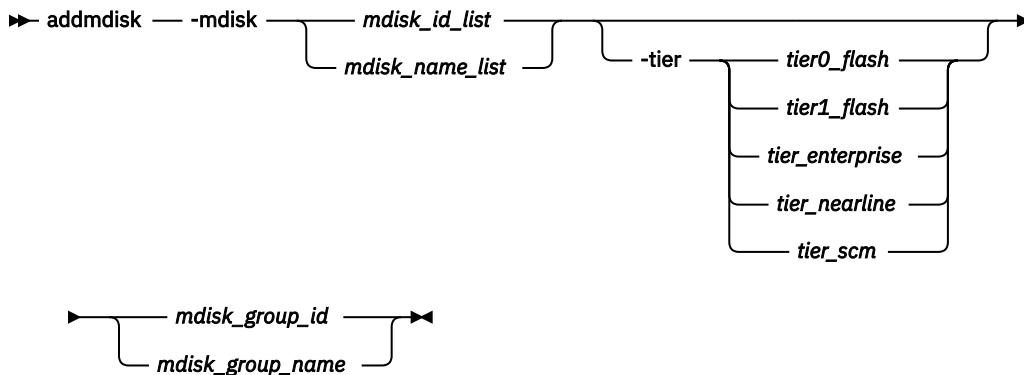 addmdisk -mdisk mdisk_id_list
mdisk_name_list
-tier tier0_flash
tier1_flash
tier_enterprise
tier_nearline
tier_scm
mdisk_group_id
mdisk_group_name